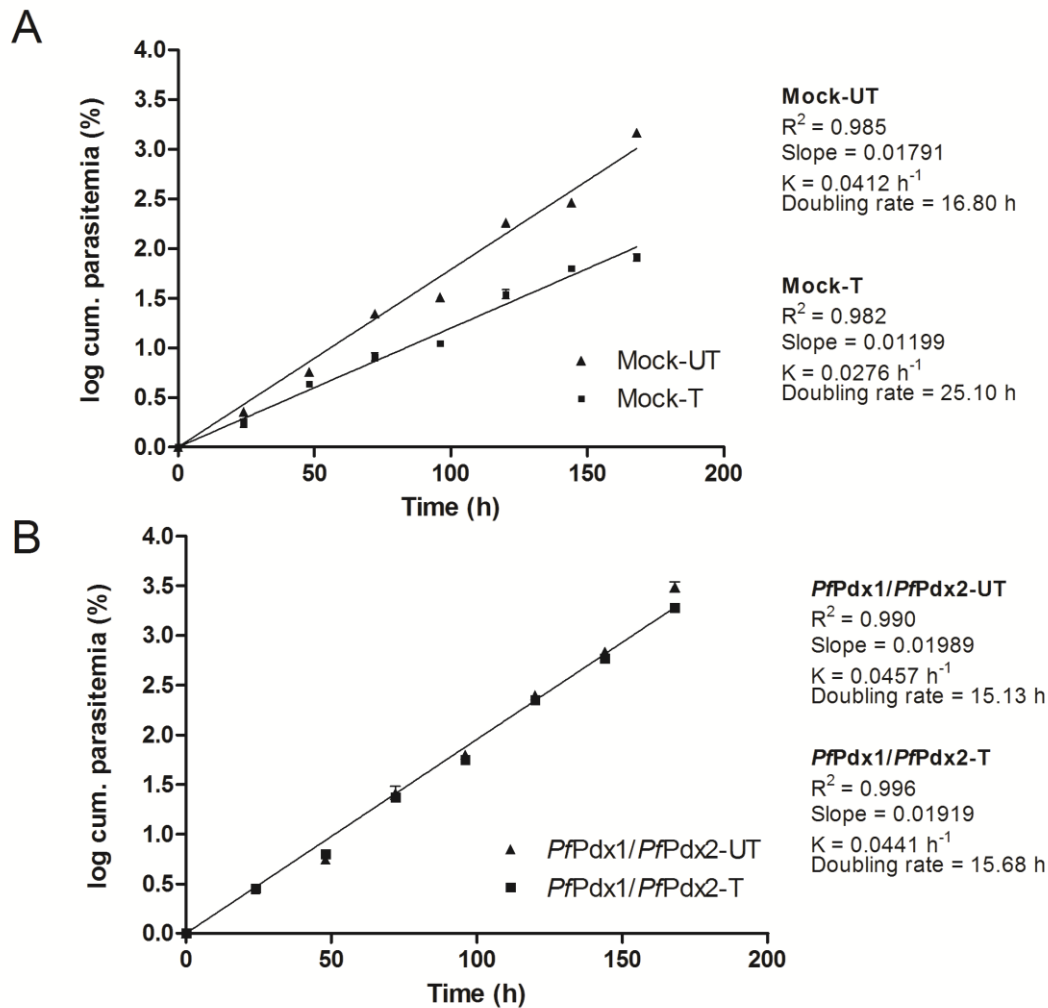 A
log cum. parasitemia (%)
4.0
3.5
3.0
2.5
2.0
1.5
1.0
0.5
0.0
0
50
100
150
200
Time (h)
Mock-UT
Mock-T
Mock-UT
R² = 0.985
Slope = 0.01791
K = 0.0412 h⁻¹
Doubling rate = 16.80 h
Mock-T
R² = 0.982
Slope = 0.01199
K = 0.0276 h⁻¹
Doubling rate = 25.10 h
B
log cum. parasitemia (%)
4.0
3.5
3.0
2.5
2.0
1.5
1.0
0.5
0.0
0
50
100
150
200
Time (h)
PfPdx1/PfPdx2-UT
PfPdx1/PfPdx2-T
PfPdx1/PfPdx2-UT
R² = 0.990
Slope = 0.01989
K = 0.0457 h⁻¹
Doubling rate = 15.13 h
PfPdx1/PfPdx2-T
R² = 0.996
Slope = 0.01919
K = 0.0441 h⁻¹
Doubling rate = 15.68 h